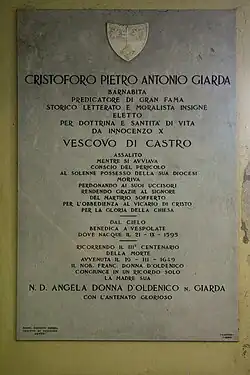 CRISTOFORO PIETRO ANTONIO GIARDA
BARNABITA
PREDICATORE DI GRAN FAMA
STORICO LETTERATO E MORALISTA INSIGNE
ELETTO
PER DOTTRINA E SANTITA' DI VITA
DA INNOCENZO X
VESCOVO DI CASTRO
ASSALITO
MENTRE SI AVVIAVA
CONSCIO DEL PERICOLO
AL SOLENNE POSSESSO DELLA SUA DIOCESI
MORIVA
PERDONANDO AI SUOI UCCISORI
RENDENDO GRAZIE AL SIGNORE
DEL MARTIRIO SOFFERTO
PER L'OBBEDIENZA AL VICARIO DI CRISTO
PER LA GLORIA DELLA CHIESA
DAL CIELO
BENEDICA A VESPOLATE
DOVE NACQUE IL 21 - 11 - 1595
RICORRENDO IL IIIº CENTENARIO
DELLA MORTE
AVVENUTA IL 19 - III - 1649
IL NOB. FRANC. DONNA D'OLDENICO
CONGIUNGE IN UN RICORDO SOLO
LA MADRE SUA
N. D. ANGELA DONNA D'OLDENICO N. GIARDA
CON L'ANTENATO GLORIOSO